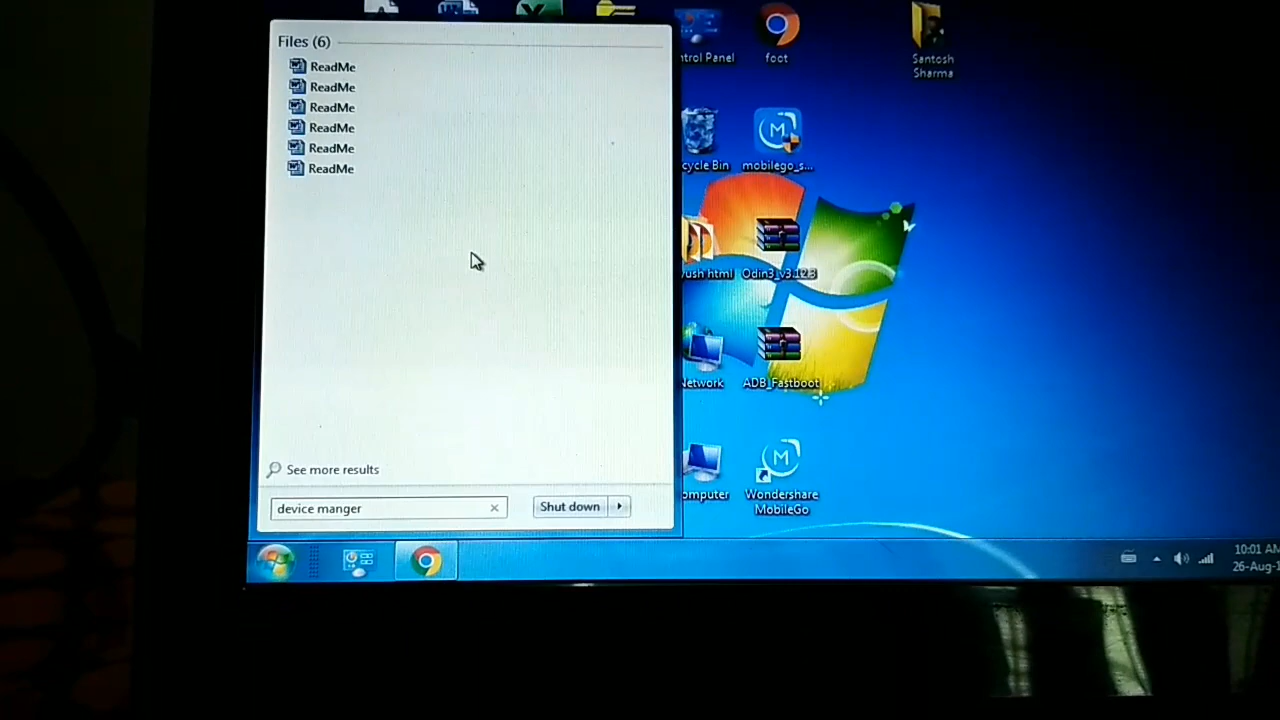 Files (6)
ReadMe
ReadMe
ReadMe
ReadMe
ReadMe
ReadMe
See more results
device manger
Shut down
ntrol Panel
foot
Santosh
Sharma
cycle Bin
mobilego_s...
ush html
Odin3_v3.12.3
Network
ADB_Fastboot
omputer
Wondershare
MobileGo
10:01 AM
26-Aug-1